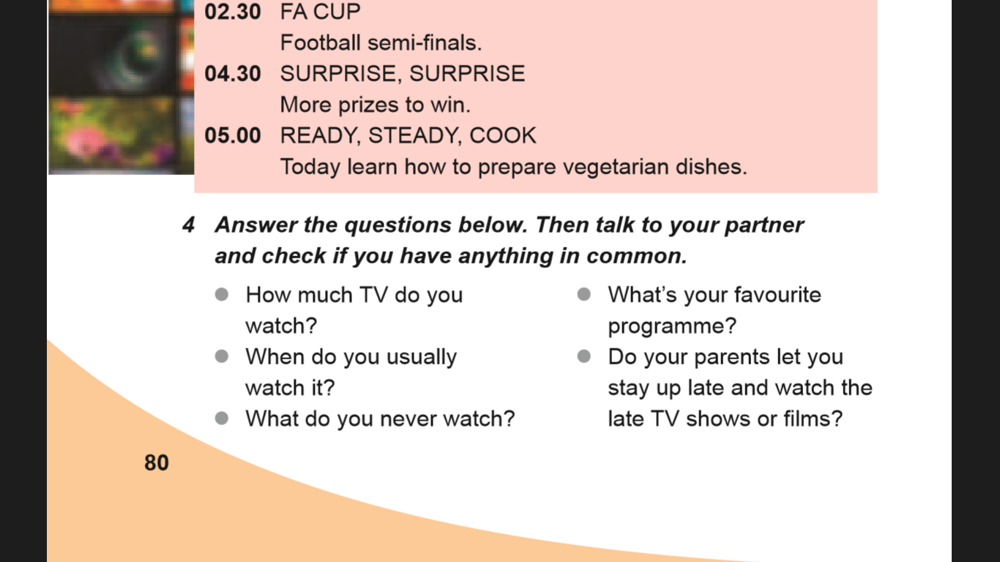 02.30 FA CUP
Football semi-finals.
04.30 SURPRISE, SURPRISE
More prizes to win.
05.00 READY, STEADY, COOK
Today learn how to prepare vegetarian dishes.
4 Answer the questions below. Then talk to your partner
and check if you have anything in common.
How much TV do you
watch?
When do you usually
watch it?
What do you never watch?
What's your favourite
programme?
Do your parents let you
stay up late and watch the
late TV shows or films?
80